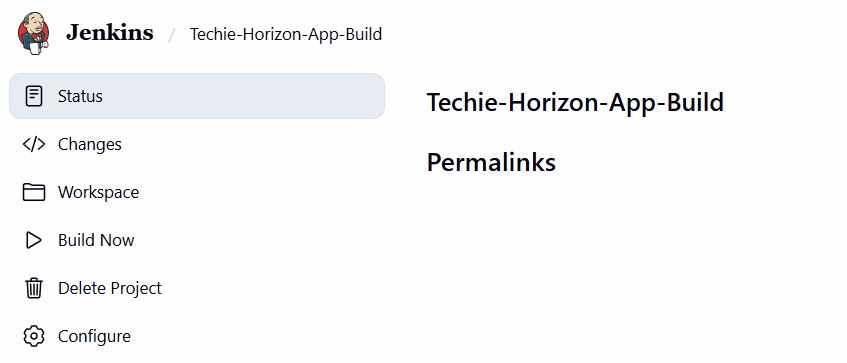 Jenkins / Techie-Horizon-App-Build
Status
Changes
Workspace
Build Now
Delete Project
Configure
Techie-Horizon-App-Build
Permalinks